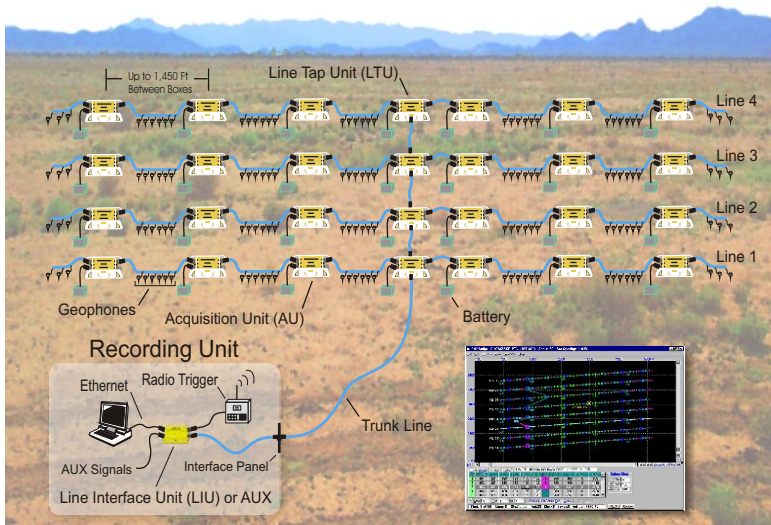 Up to 1,450 Ft
Between Boxes
Line Tap Unit (LTU)
Line 4
Line 3
Line 2
Line 1
Geophones
Acquisition Unit (AU)
Battery
Recording Unit
Ethernet
Radio Trigger
Trunk Line
AUX Signals
Interface Panel
Line Interface Unit (LIU) or AUX